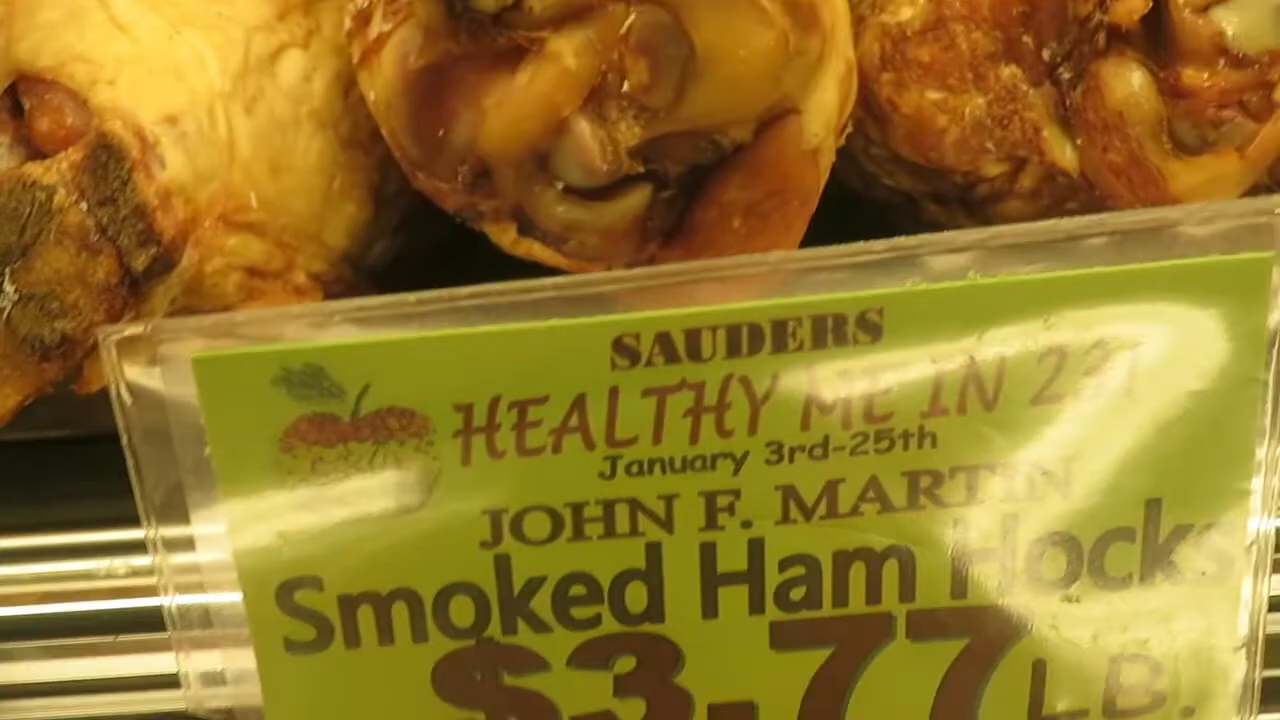 SAUDERS
HEALTHY ME IN
January 3rd-25th
JOHN F. MARTIN
Smoked Ham Hocks
$3.77 LB.